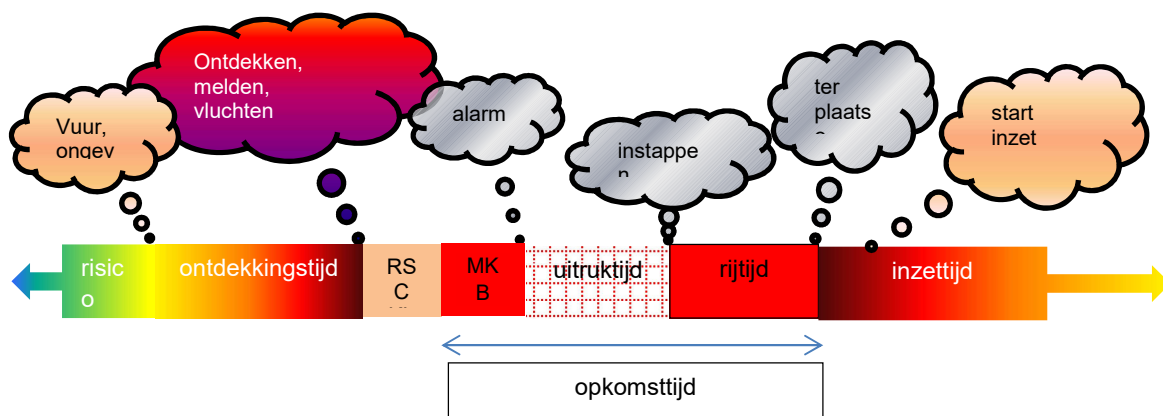 Ontdekken,
melden,
vluchten
Vuur,
ongev
alarm
instappe
n
ter
plaats
e
start
inzet
risic
o
ontdekkingstijd
RS
C
MK
B
uitruktijd
rijtijd
inzettijd
opkomsttijd